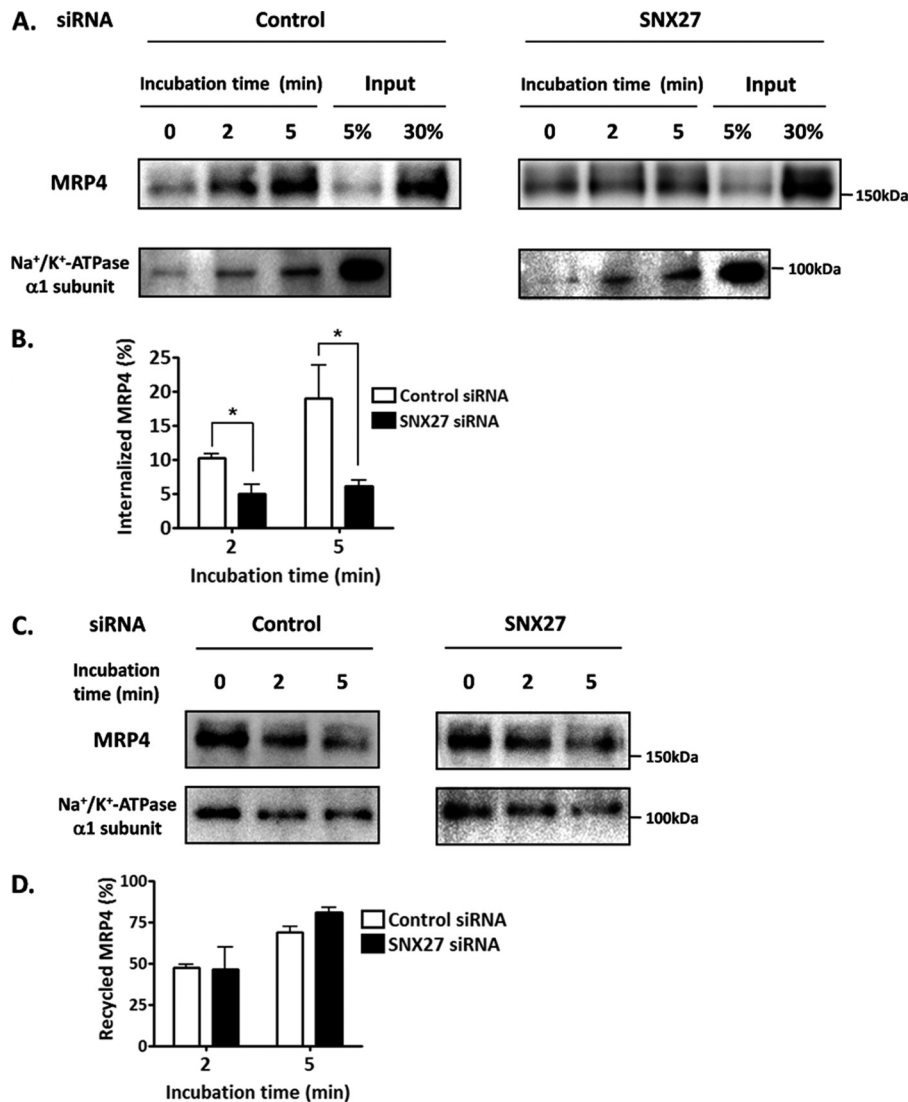 A. siRNA Control SNX27
Incubation time (min) Input Incubation time (min) Input
0 2 5 5% 30% 0 2 5 5% 30%
MRP4
150kDa
Na⁺/K⁺-ATPase
α1 subunit
100kDa
B.
Internalized MRP4 (%)
25
20
15
10
5
0
* *
Control siRNA
SNX27 siRNA
2 5
Incubation time (min)
C. siRNA Control SNX27
Incubation
time (min)
0 2 5 0 2 5
MRP4
150kDa
Na⁺/K⁺-ATPase
α1 subunit
100kDa
D.
Recycled MRP4 (%)
100
75
50
25
0
Control siRNA
SNX27 siRNA
2 5
Incubation time (min)